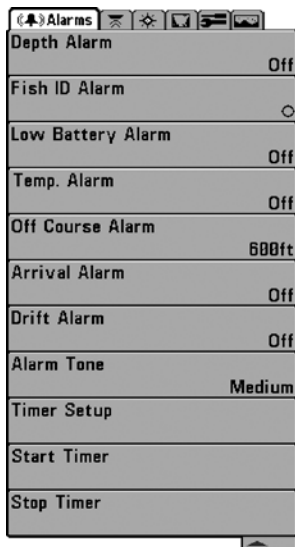 Alarms
Depth Alarm
Off
Fish ID Alarm
Low Battery Alarm
Off
Temp. Alarm
Off
Off Course Alarm
600ft
Arrival Alarm
Off
Drift Alarm
Off
Alarm Tone
Medium
Timer Setup
Start Timer
Stop Timer